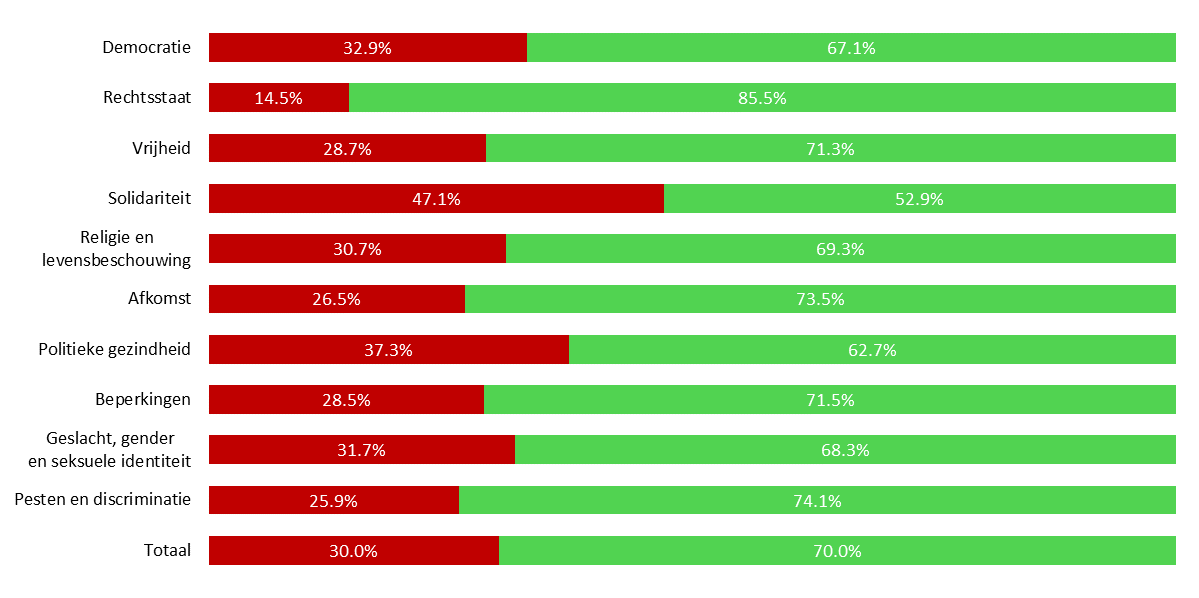 Democratie
32.9%
67.1%
Rechtsstaat
14.5%
85.5%
Vrijheid
28.7%
71.3%
Solidariteit
47.1%
52.9%
Religie en
levensbeschouwing
30.7%
69.3%
Afkomst
26.5%
73.5%
Politieke gezindheid
37.3%
62.7%
Beperkingen
28.5%
71.5%
Geslacht, gender
en seksuele identiteit
31.7%
68.3%
Pesten en discriminatie
25.9%
74.1%
Totaal
30.0%
70.0%